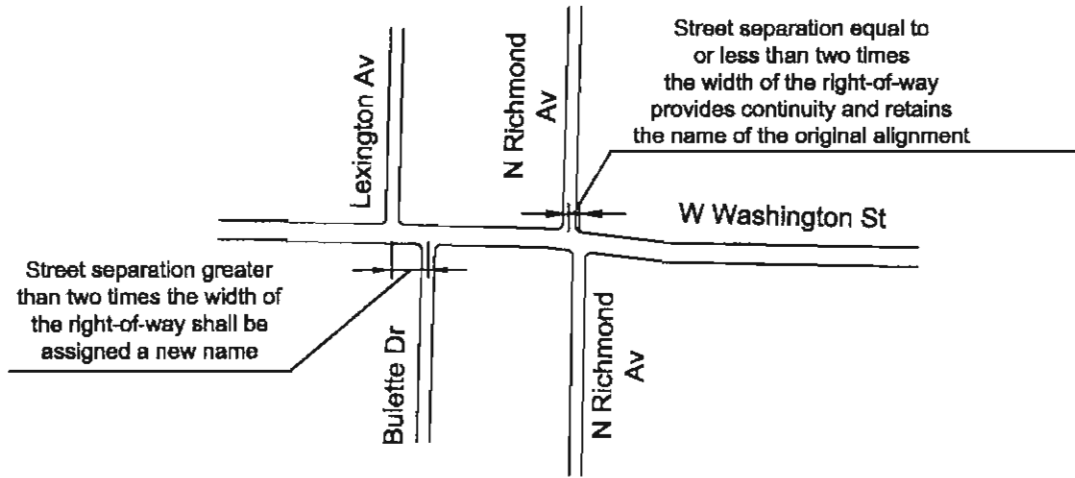 Street separation equal to
or less than two times
the width of the right-of-way
provides continuity and retains
the name of the original alignment
Lexington Av
N Richmond
Av
W Washington St
Street separation greater
than two times the width of
the right-of-way shall be
assigned a new name
Bulette Dr
N Richmond
Av